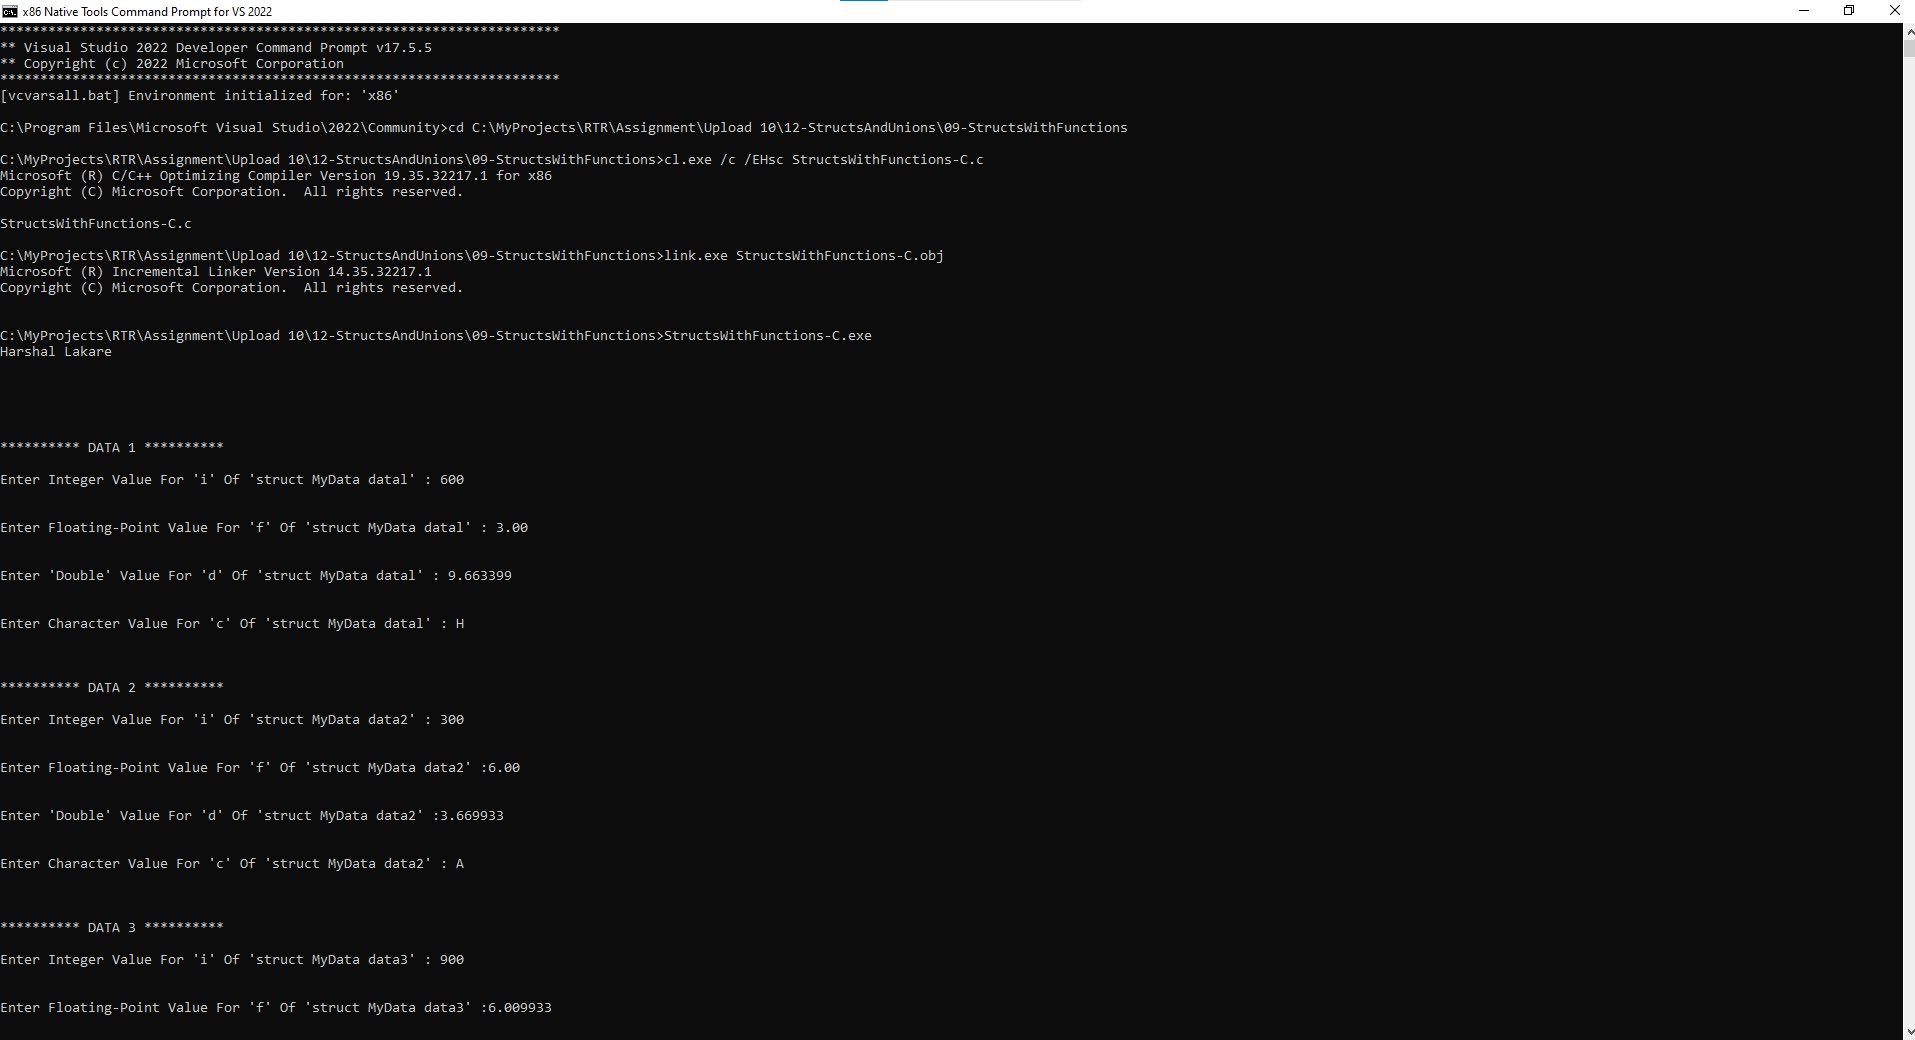 x86 Native Tools Command Prompt for VS 2022
**********************************************************************
** Visual Studio 2022 Developer Command Prompt v17.5.5
** Copyright (c) 2022 Microsoft Corporation
**********************************************************************
[vcvarsall.bat] Environment initialized for: 'x86'
C:\Program Files\Microsoft Visual Studio\2022\Community>cd C:\MyProjects\RTR\Assignment\Upload 10\12-StructsAndUnions\09-StructsWithFunctions
C:\MyProjects\RTR\Assignment\Upload 10\12-StructsAndUnions\09-StructsWithFunctions>cl.exe /c /EHsc StructsWithFunctions-C.c
Microsoft (R) C/C++ Optimizing Compiler Version 19.35.32217.1 for x86
Copyright (C) Microsoft Corporation.  All rights reserved.
StructsWithFunctions-C.c
C:\MyProjects\RTR\Assignment\Upload 10\12-StructsAndUnions\09-StructsWithFunctions>link.exe StructsWithFunctions-C.obj
Microsoft (R) Incremental Linker Version 14.35.32217.1
Copyright (C) Microsoft Corporation.  All rights reserved.
C:\MyProjects\RTR\Assignment\Upload 10\12-StructsAndUnions\09-StructsWithFunctions>StructsWithFunctions-C.exe
Harshal Lakare
********** DATA 1 **********
Enter Integer Value For 'i' Of 'struct MyData datal' : 600
Enter Floating-Point Value For 'f' Of 'struct MyData datal' : 3.00
Enter 'Double' Value For 'd' Of 'struct MyData datal' : 9.663399
Enter Character Value For 'c' Of 'struct MyData datal' : H
********** DATA 2 **********
Enter Integer Value For 'i' Of 'struct MyData data2' : 300
Enter Floating-Point Value For 'f' Of 'struct MyData data2' :6.00
Enter 'Double' Value For 'd' Of 'struct MyData data2' :3.669933
Enter Character Value For 'c' Of 'struct MyData data2' : A
********** DATA 3 **********
Enter Integer Value For 'i' Of 'struct MyData data3' : 900
Enter Floating-Point Value For 'f' Of 'struct MyData data3' :6.009933